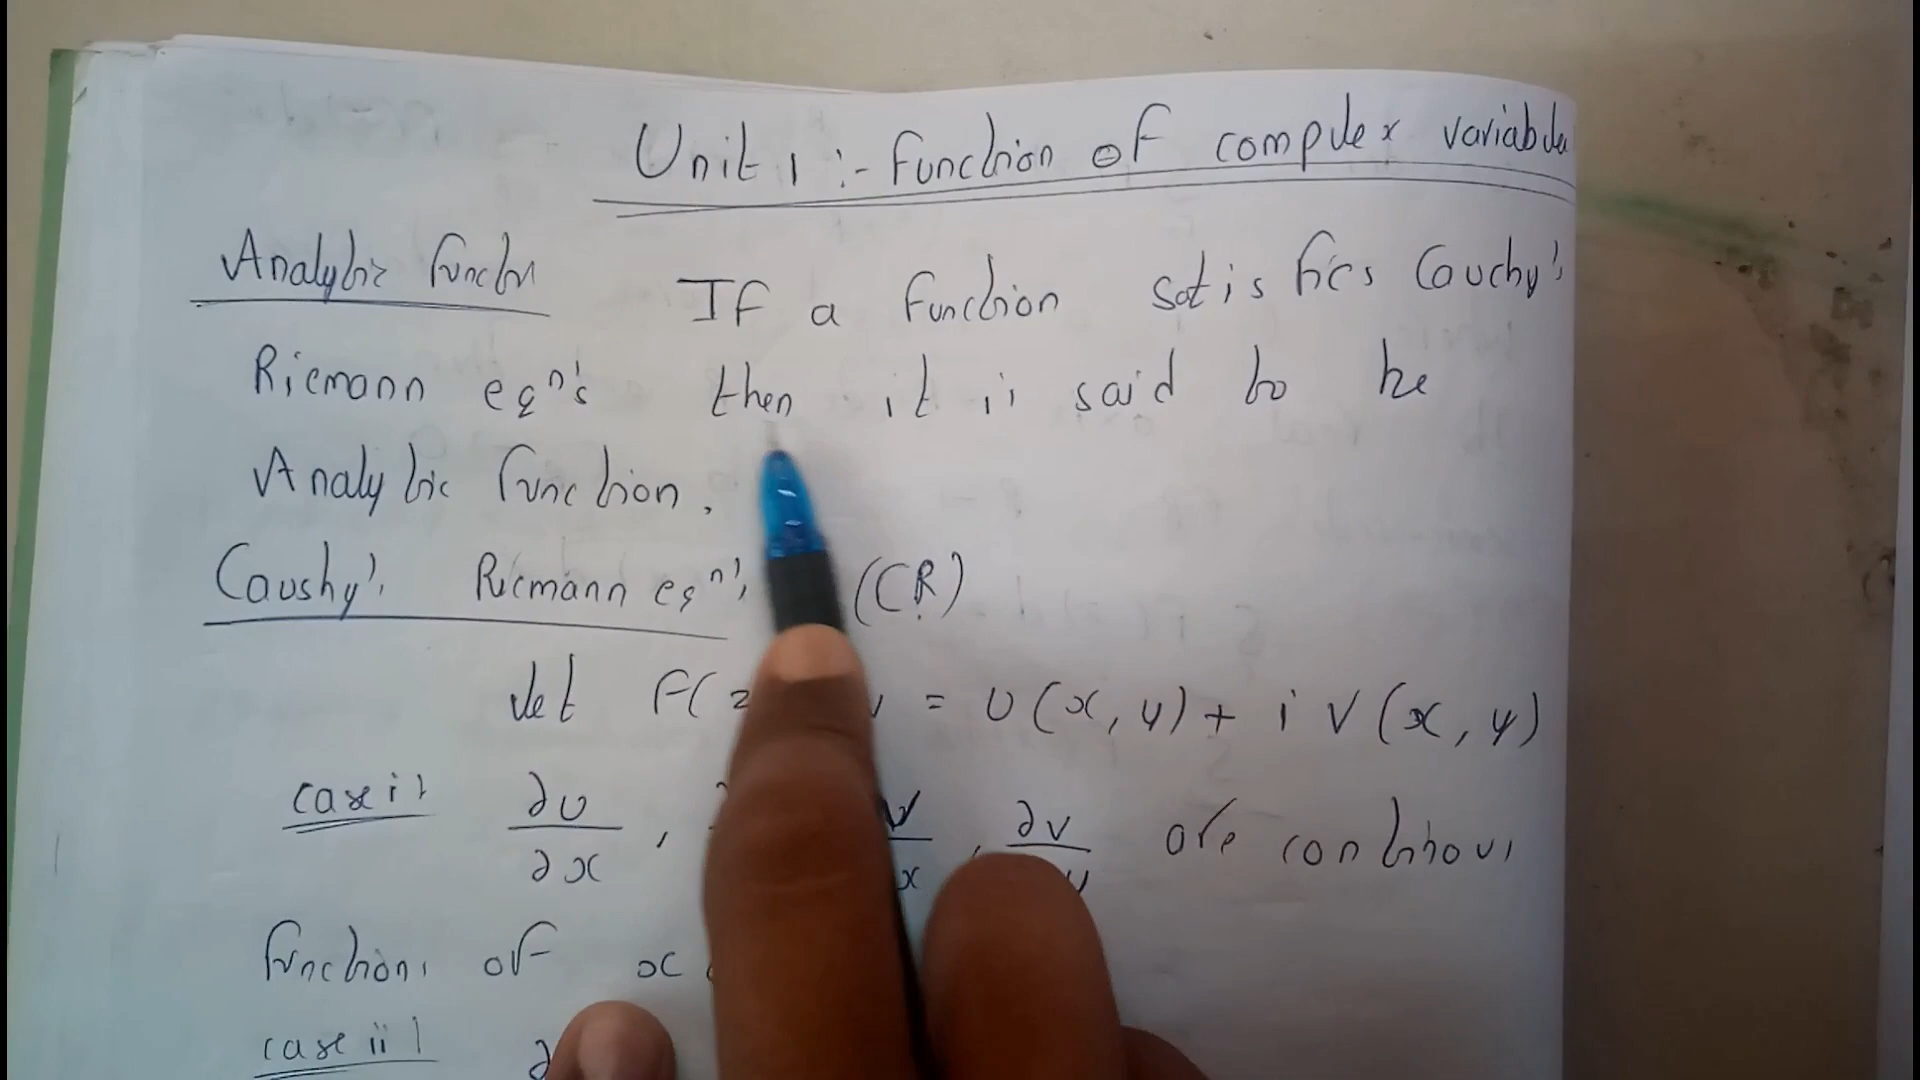 Unit 1 :- Function of complex variable
Analytic Function If a function satisfies Cauchy's
Riemann eqn's then it is said to be
Analytic function.
Caushy's Riemann eqn's (CR)
Let F(z = U(x, y) + i V(x, y)
case i) ∂U/∂x , ∂V/∂y are continous
functions of x
case ii) ∂